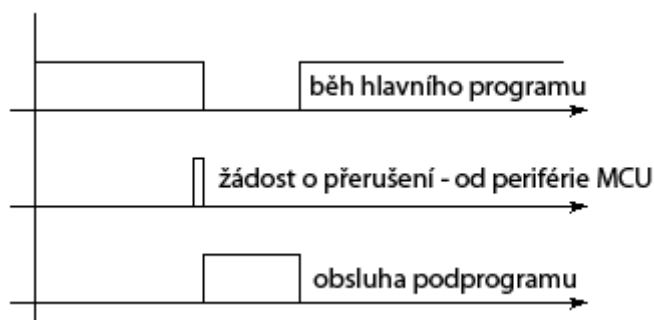 běh hlavního programu
žádost o přerušení - od periférie MCU
obsluha podprogramu